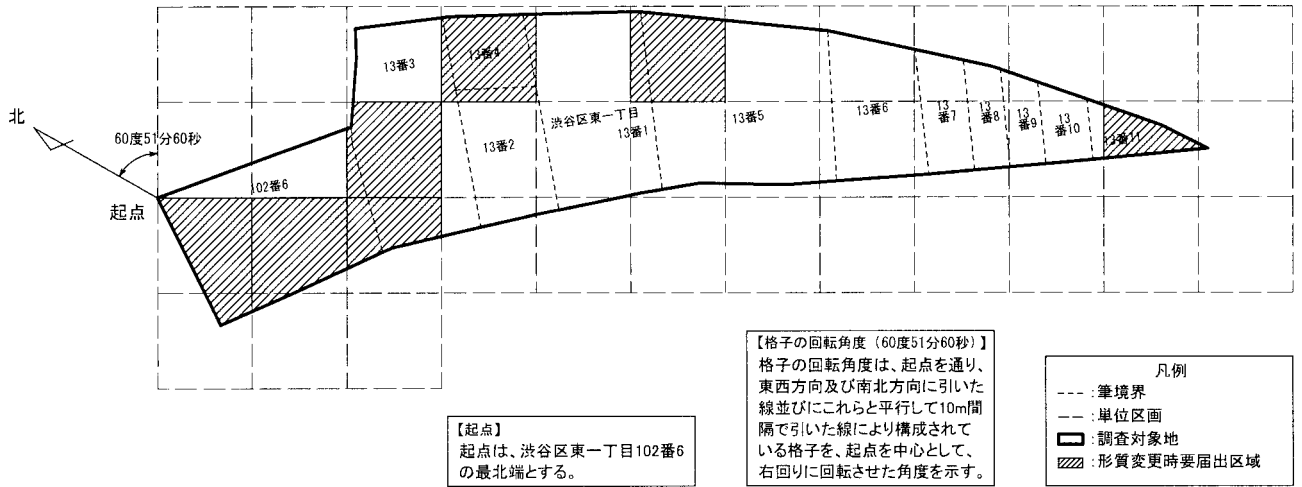 北
60度51分60秒
起点
102番6
13番3
13番4
13番2
渋谷区東一丁目
13番1
13番5
13番6
13
番7
13
番8
13
番9
13
番10
13番11
【起点】
起点は、渋谷区東一丁目102番6
の最北端とする。
【格子の回転角度（60度51分60秒）】
格子の回転角度は、起点を通り、
東西方向及び南北方向に引いた
線並びにこれらと平行して10m間
隔で引いた線により構成されて
いる格子を、起点を中心として、
右回りに回転させた角度を示す。
凡例
:筆境界
:単位区画
:調査対象地
:形質変更時要届出区域